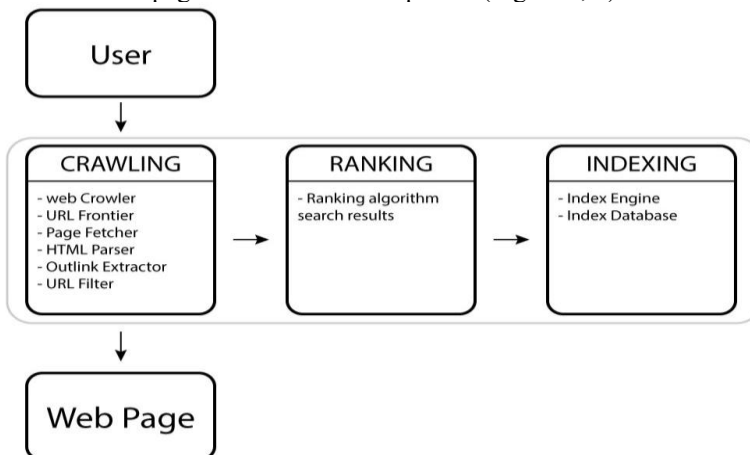 User
CRAWLING
- web Crowler
- URL Frontier
- Page Fetcher
- HTML Parser
- Outlink Extractor
- URL Filter
RANKING
- Ranking algorithm
search results
INDEXING
- Index Engine
- Index Database
Web Page